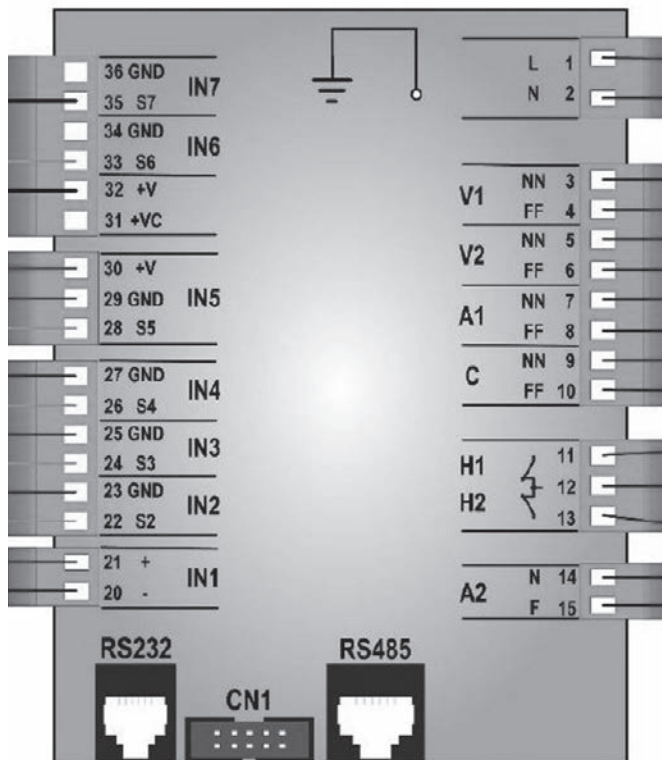 36 GND
IN7
35 S7
34 GND
IN6
33 S6
32 +V
31 +VC
30 +V
29 GND IN5
28 S5
27 GND
IN4
26 S4
25 GND
IN3
24 S3
23 GND
IN2
22 S2
21 +
IN1
20 -
L 1
N 2
NN 3
V1
FF 4
NN 5
V2
FF 6
NN 7
A1
FF 8
NN 9
C
FF 10
H1 11
12
H2
13
N 14
A2
F 15
RS232
CN1
RS485